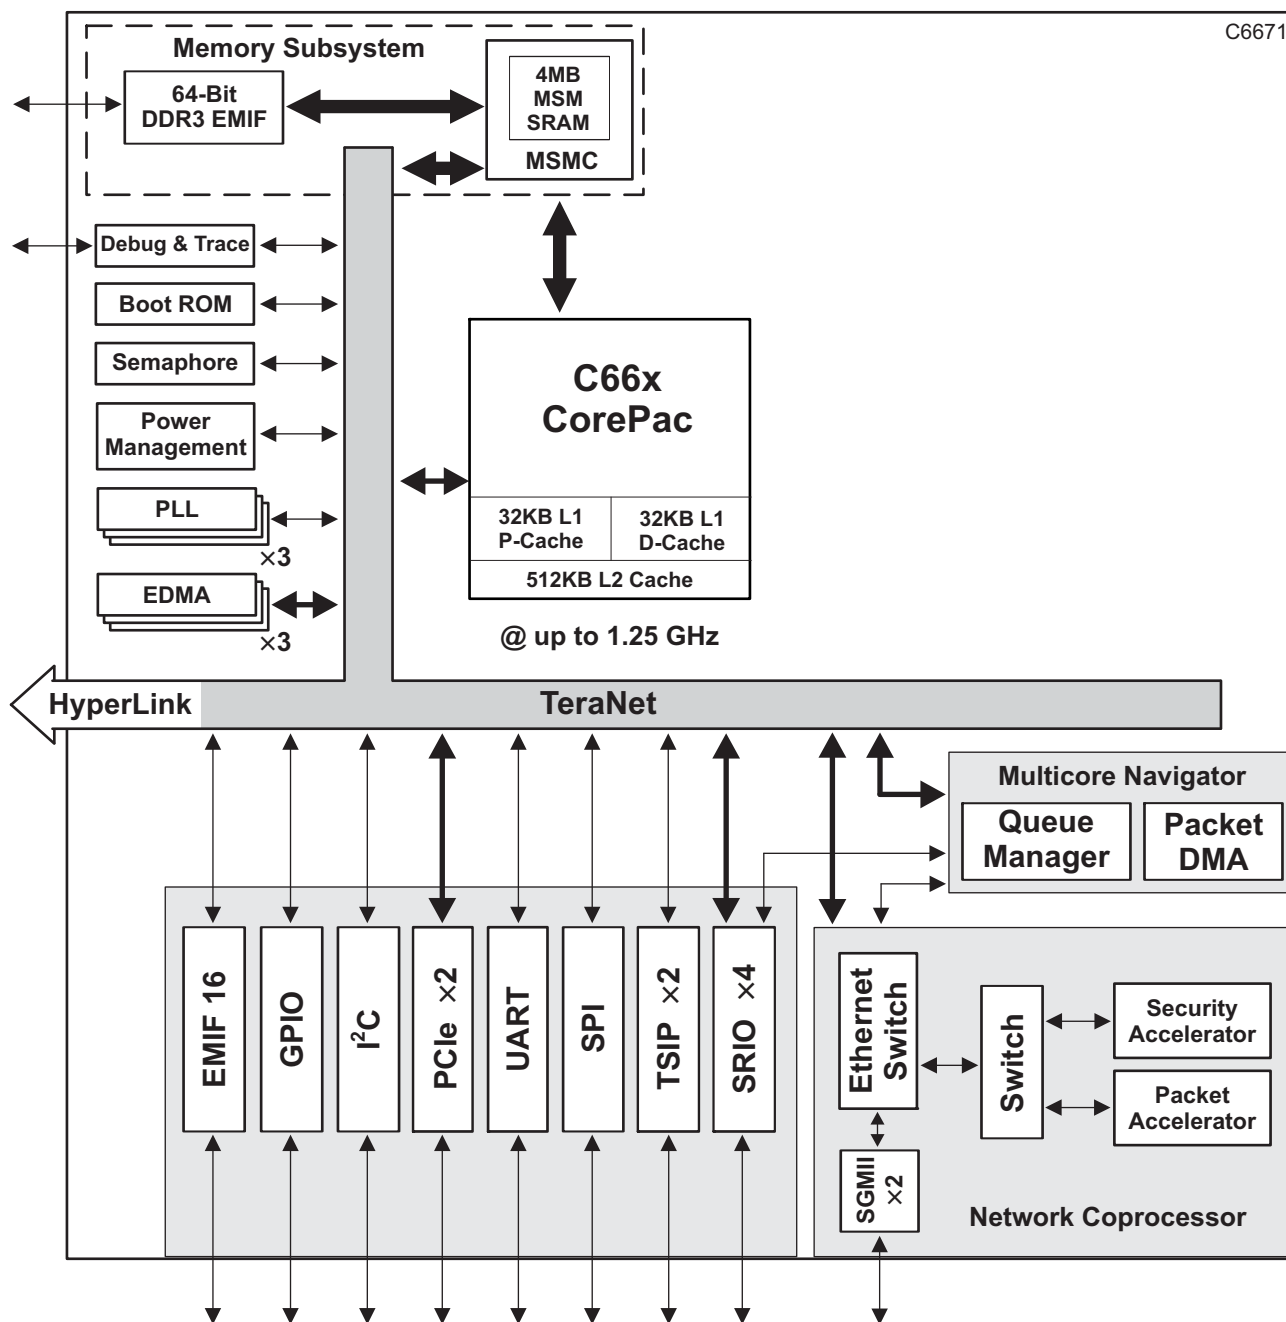 C6671
Memory Subsystem
64-Bit
DDR3 EMIF
4MB
MSM
SRAM
MSMC
Debug & Trace
Boot ROM
Semaphore
Power
Management
PLL
×3
EDMA
×3
C66x
CorePac
32KB L1
P-Cache
32KB L1
D-Cache
512KB L2 Cache
@ up to 1.25 GHz
HyperLink
TeraNet
Multicore Navigator
Queue
Manager
Packet
DMA
EMIF 16
GPIO
I²C
PCIe ×2
UART
SPI
TSIP ×2
SRIO ×4
Ethernet
Switch
Switch
Security
Accelerator
Packet
Accelerator
SGMII
×2
Network Coprocessor